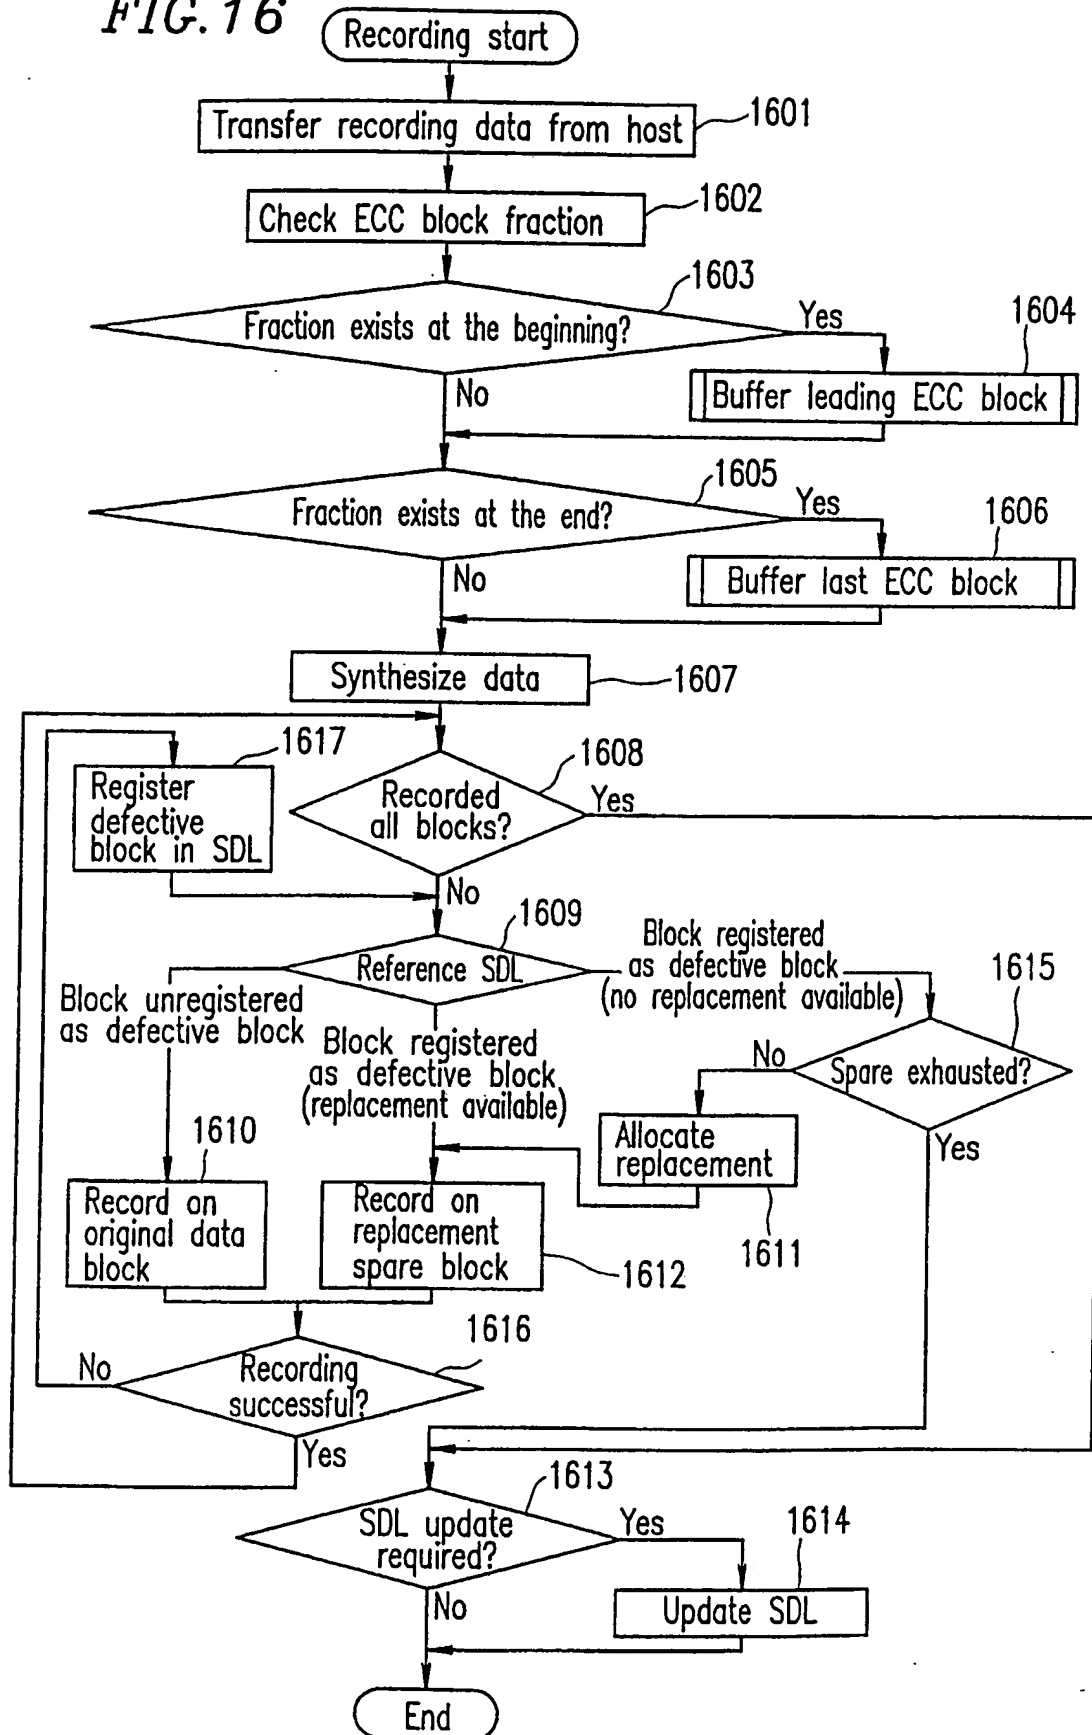 FIG. 16
Recording start
Transfer recording data from host
1601
Check ECC block fraction
1602
1603
Fraction exists at the beginning?
Yes
1604
No
Buffer leading ECC block
1605
Fraction exists at the end?
Yes
1606
No
Buffer last ECC block
Synthesize data
1607
1617
Register
defective
block in SDL
1608
Recorded
all blocks?
Yes
No
1609
Reference SDL
Block registered
as defective block
(no replacement available)
1615
Block unregistered
as defective block
Block registered
as defective block
(replacement available)
No
Spare exhausted?
Yes
1610
Allocate
replacement
1611
Record on
original data
block
Record on
replacement
spare block
1612
1616
No
Recording
successful?
Yes
1613
SDL update
required?
Yes
1614
No
Update SDL
End